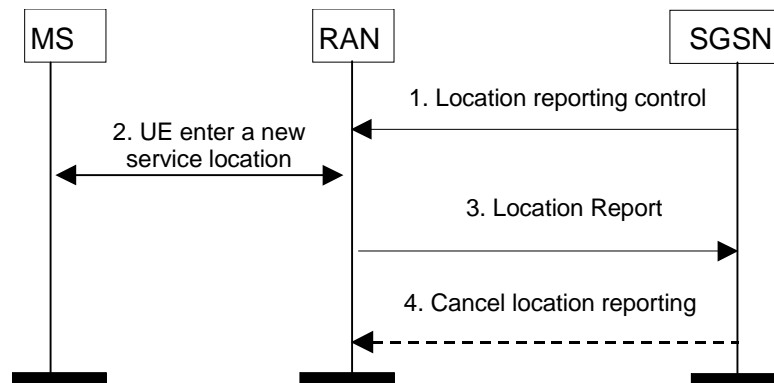 MS
RAN
SGSN
1. Location reporting control
2. UE enter a new
service location
3. Location Report
4. Cancel location reporting